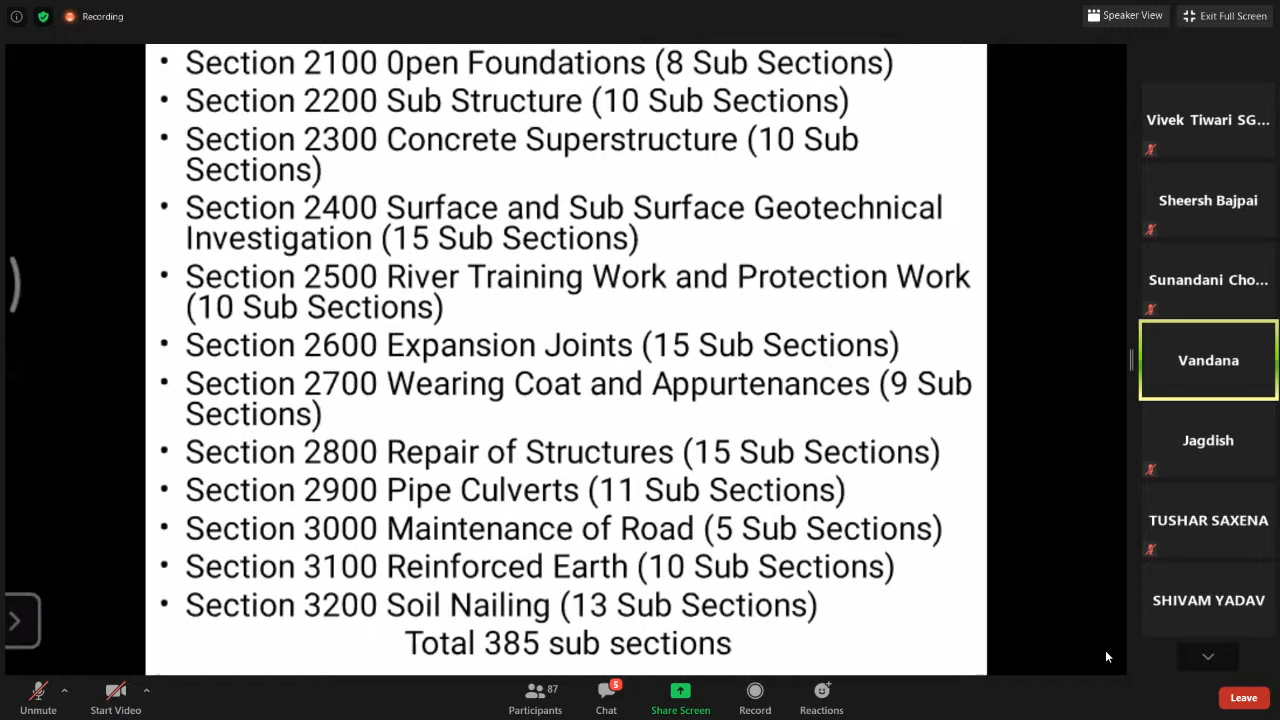 Recording
Speaker View
Exit Full Screen
• Section 2100 0pen Foundations (8 Sub Sections)
• Section 2200 Sub Structure (10 Sub Sections)
• Section 2300 Concrete Superstructure (10 Sub
Sections)
• Section 2400 Surface and Sub Surface Geotechnical
Investigation (15 Sub Sections)
• Section 2500 River Training Work and Protection Work
(10 Sub Sections)
• Section 2600 Expansion Joints (15 Sub Sections)
• Section 2700 Wearing Coat and Appurtenances (9 Sub
Sections)
• Section 2800 Repair of Structures (15 Sub Sections)
• Section 2900 Pipe Culverts (11 Sub Sections)
• Section 3000 Maintenance of Road (5 Sub Sections)
• Section 3100 Reinforced Earth (10 Sub Sections)
• Section 3200 Soil Nailing (13 Sub Sections)
Total 385 sub sections
Vivek Tiwari SG...
Sheersh Bajpai
Sunandani Cho...
Vandana
Jagdish
TUSHAR SAXENA
SHIVAM YADAV
Unmute
Start Video
87
Participants
5
Chat
Share Screen
Record
Reactions
Leave